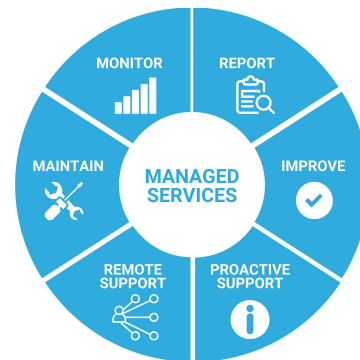 MONITOR
REPORT
MAINTAIN
IMPROVE
MANAGED
SERVICES
REMOTE
SUPPORT
PROACTIVE
SUPPORT